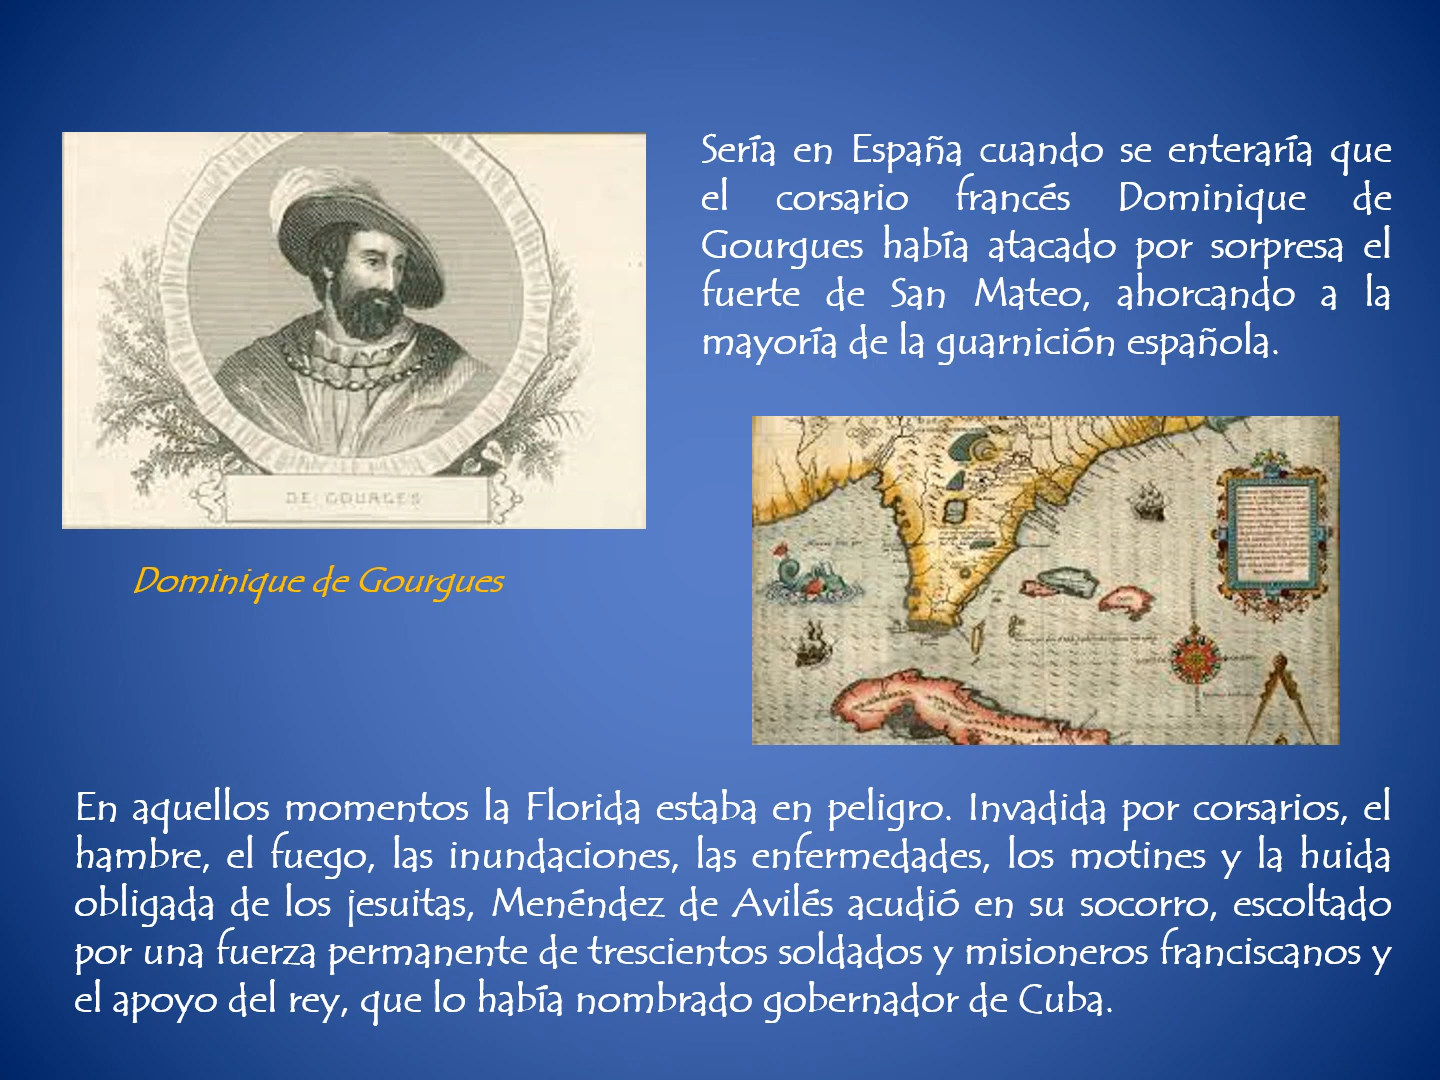 Sería en España cuando se enteraría que
el corsario francés Dominique de
Gourgues había atacado por sorpresa el
fuerte de San Mateo, ahorcando a la
mayoría de la guarnición española.
DE GOURGES
Dominique de Gourgues
En aquellos momentos la Florida estaba en peligro. Invadida por corsarios, el
hambre, el fuego, las inundaciones, las enfermedades, los motines y la huida
obligada de los jesuitas, Menéndez de Avilés acudió en su socorro, escoltado
por una fuerza permanente de trescientos soldados y misioneros franciscanos y
el apoyo del rey, que lo había nombrado gobernador de Cuba.